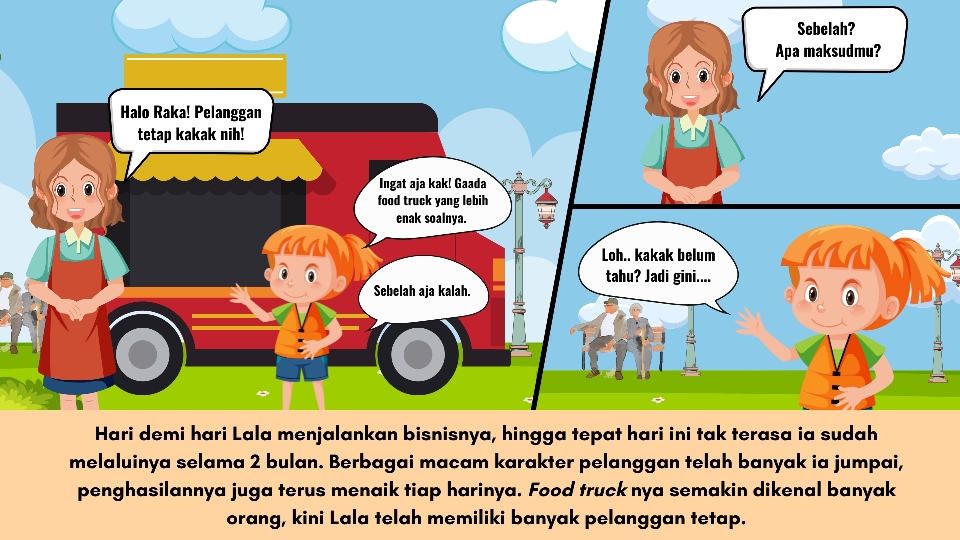 Halo Raka! Pelanggan
tetap kakak nih!
Ingat aja kak! Gaada
food truck yang lebih
enak soalnya.
Sebelah aja kalah.
Sebelah?
Apa maksudmu?
Loh.. kakak belum
tahu? Jadi gini....
Hari demi hari Lala menjalankan bisnisnya, hingga tepat hari ini tak terasa ia sudah
melaluinya selama 2 bulan. Berbagai macam karakter pelanggan telah banyak ia jumpai,
penghasilannya juga terus menaik tiap harinya. Food truck nya semakin dikenal banyak
orang, kini Lala telah memiliki banyak pelanggan tetap.